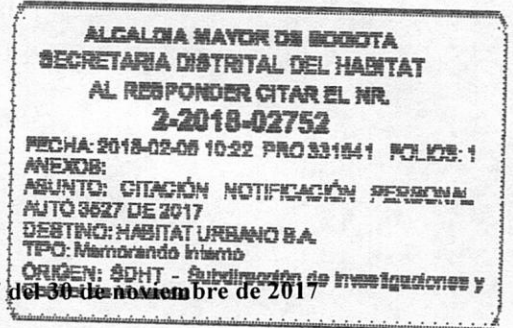 ALCALDIA MAYOR DE BOGOTA
SECRETARIA DISTRITAL DEL HABITAT
AL RESPONDER CITAR EL NR.
2-2018-02752
FECHA: 2018-02-05 10:22 PRO 331641 FOLIOS: 1
ANEXOS:
ASUNTO: CITACIÓN NOTIFICACIÓN PERSONAL
AUTO 3527 DE 2017
DESTINO: HABITAT URBANO S.A.
TIPO: Memorando Interno
ORIGEN: SDHT - Subdirección de Investigaciones y
del 30 de noviembre de 2017